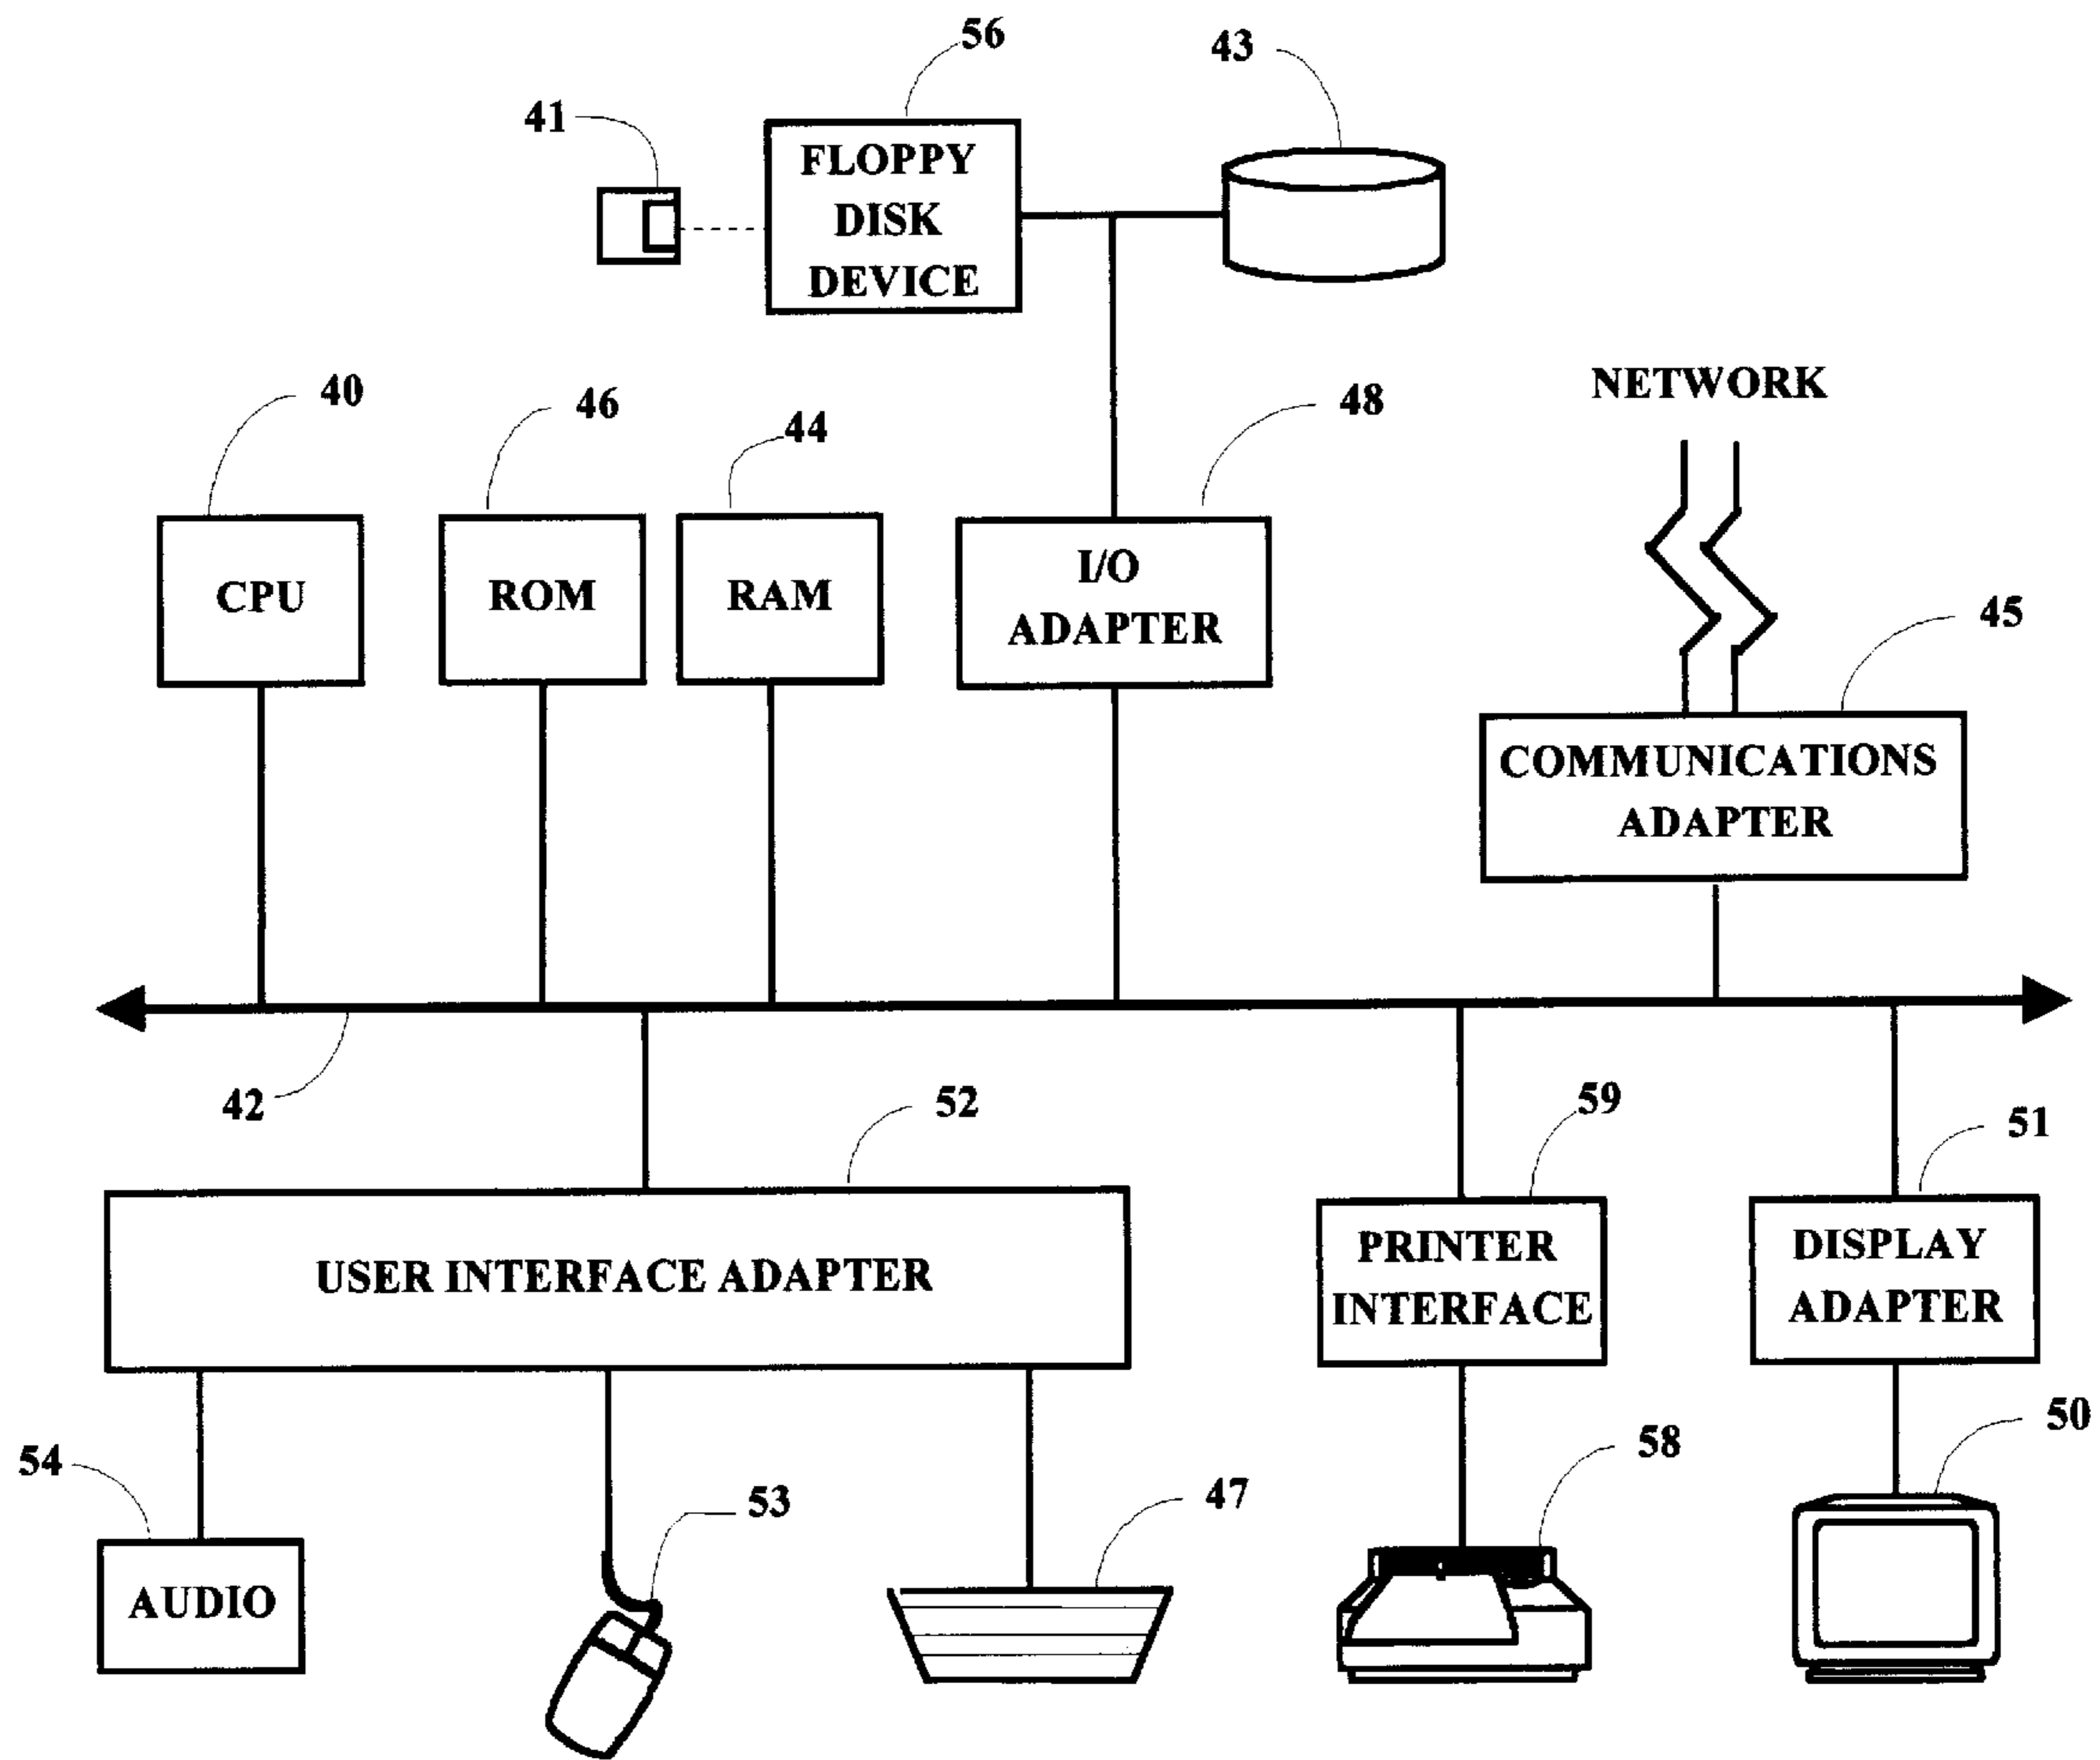 56
43
41
FLOPPY
DISK
DEVICE
40
46
44
48
NETWORK
CPU
ROM
RAM
I/O
ADAPTER
45
COMMUNICATIONS
ADAPTER
42
52
59
51
USER INTERFACE ADAPTER
PRINTER
INTERFACE
DISPLAY
ADAPTER
54
53
47
58
50
AUDIO